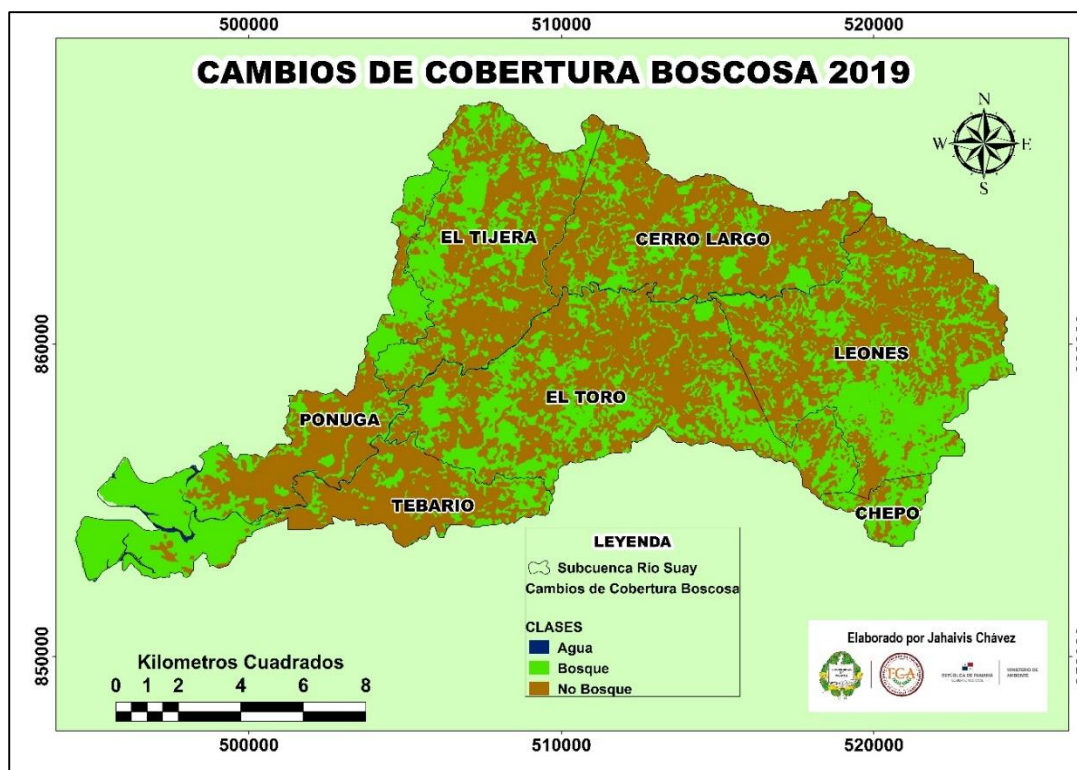 500000 510000 520000
CAMBIOS DE COBERTURA BOSCOSA 2019
N
W E
S
EL TIJERA
CERRO LARGO
860000
LEONES
EL TORO
PONUGA
TEBARIO
CHEPO
LEYENDA
Subcuenca Río Suay
Cambios de Cobertura Boscosa
CLASES
Agua
Bosque
No Bosque
850000
Kilometros Cuadrados
0 1 2 4 6 8
Elaborado por Jahaivis Chávez
FGA
REPÚBLICA DE PANAMÁ
MINISTERIO DE
AMBIENTE
500000 510000 520000